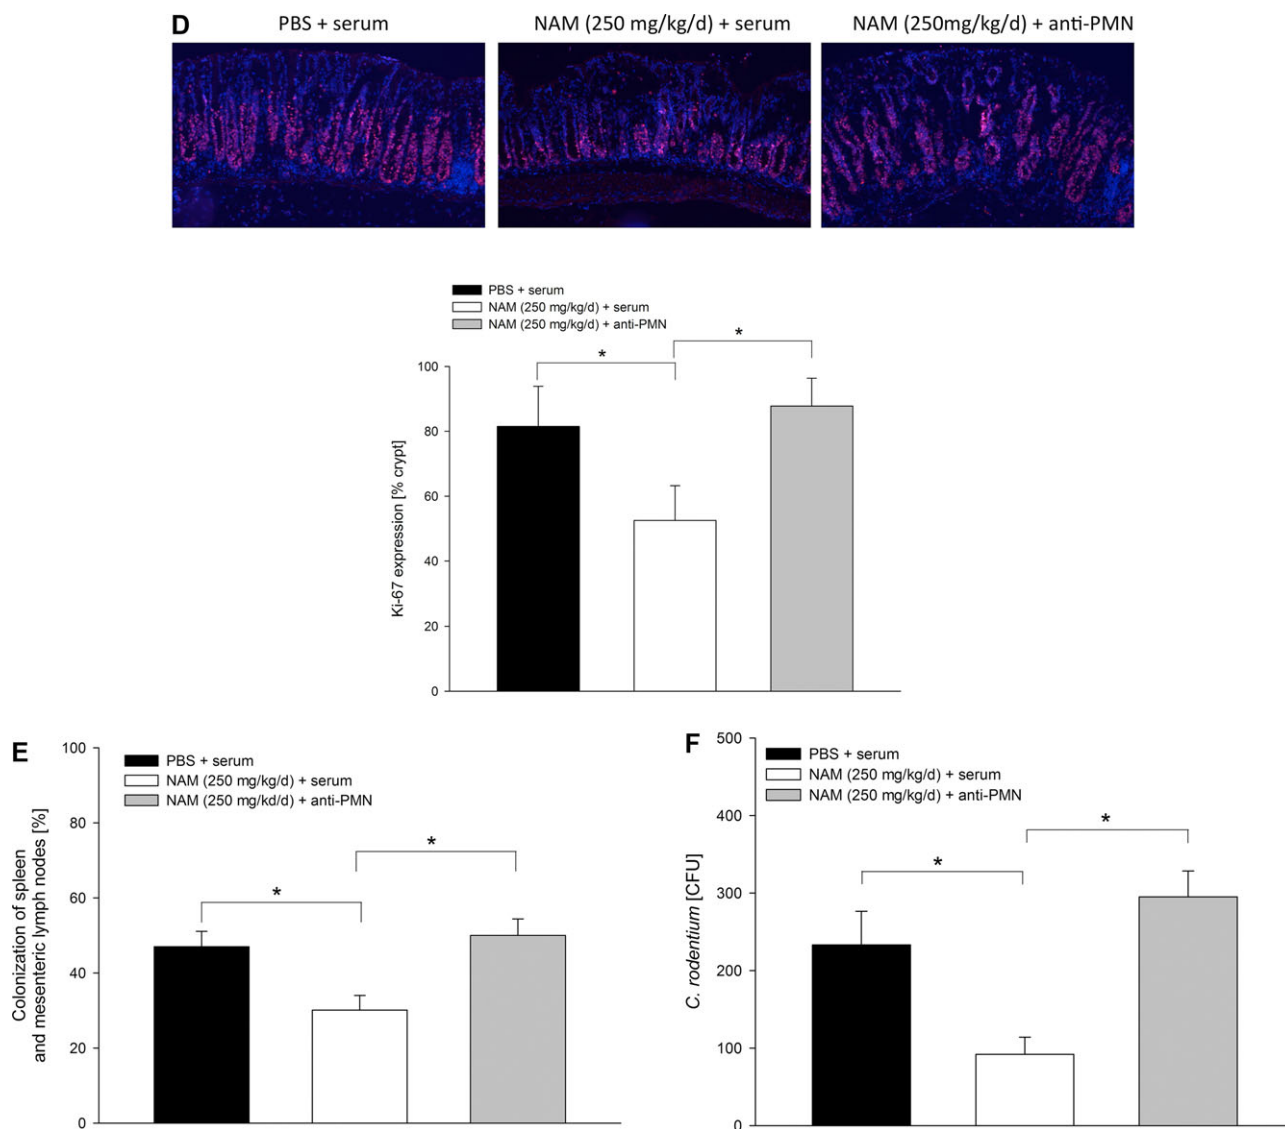 D
PBS + serum
NAM (250 mg/kg/d) + serum
NAM (250mg/kg/d) + anti-PMN
PBS + serum
NAM (250 mg/kg/d) + serum
NAM (250 mg/kg/d) + anti-PMN
*
*
Ki-67 expression [% crypt]
100
80
60
40
20
0
E
PBS + serum
NAM (250 mg/kg/d) + serum
NAM (250 mg/kd/d) + anti-PMN
*
*
Colonization of spleen
and mesenteric lymph nodes [%]
100
80
60
40
20
0
F
PBS + serum
NAM (250 mg/kg/d) + serum
NAM (250 mg/kg/d) + anti-PMN
*
*
C. rodentium [CFU]
500
400
300
200
100
0